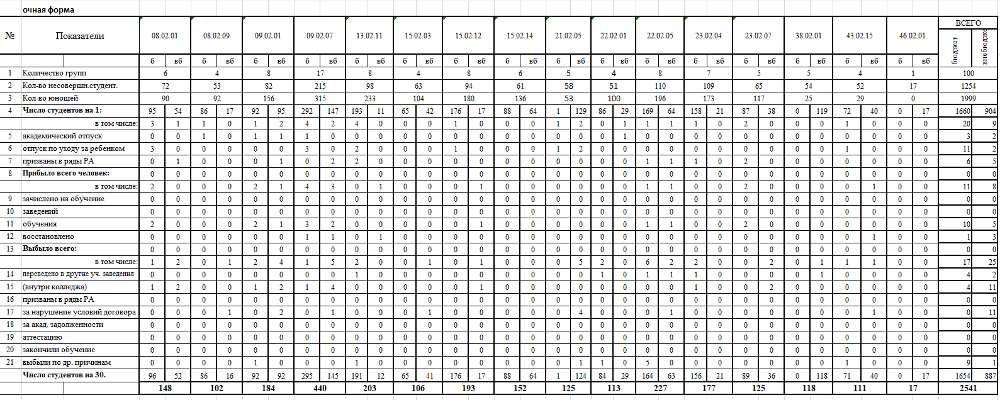 очная форма
№ Показатели 08.02.01 08.02.09 09.02.01 09.02.07 13.02.11 15.02.03 15.02.12 15.02.14 21.02.05 22.02.01 22.02.05 23.02.04 23.02.07 38.02.01 43.02.15 46.02.01 ВСЕГО
бюджет внебюдже
б вб б вб б вб б вб б вб б вб б вб б вб б вб б вб б вб б вб б вб б вб б вб б вб
1 Количество групп 6 4 8 17 8 4 8 6 5 4 8 7 5 5 4 1 100
2 Кол-во несовершн.студент. 72 53 82 215 98 63 94 61 58 51 110 109 65 54 52 17 1254
3 Кол-во юношей 90 92 156 315 233 104 180 136 53 100 196 173 117 25 29 0 1999
4 Число студентов на 1: 95 54 86 17 92 95 292 147 193 11 65 42 176 17 88 64 1 129 86 29 169 64 158 21 87 38 0 119 72 40 0 17 1660 904
в том числе: 3 1 1 0 1 2 4 2 4 0 0 0 1 0 0 0 1 2 0 1 1 1 1 0 2 0 0 0 1 0 0 0 20 9
5 академический отпуск 0 0 1 0 1 1 1 0 0 0 0 0 0 0 0 0 0 0 0 1 0 0 0 0 0 0 0 0 0 0 0 0 3 2
6 отпуск по уходу за ребенком 3 0 0 0 0 0 3 0 2 0 0 0 1 0 0 0 1 2 0 0 0 0 0 0 0 0 0 0 1 0 0 0 11 2
7 призваны в ряды РА 0 1 0 0 0 1 0 2 2 0 0 0 0 0 0 0 0 0 0 0 1 1 1 0 2 0 0 0 0 0 0 0 6 5
8 Прибыло всего человек: 0 0 0 0 0 0 0 0 0 0 0 0 0 0 0 0 0 0 0 0 0 0 0 0 0 0 0 0 0 0 0 0 0 0
в том числе: 2 0 0 0 2 1 4 3 0 1 0 0 0 1 0 0 0 0 0 0 1 1 0 0 2 0 0 0 0 1 0 0 11 8
9 зачислено на обучение 0 0 0 0 0 0 0 0 0 0 0 0 0 0 0 0 0 0 0 0 0 0 0 0 0 0 0 0 0 0 0 0 0 0
10 заведений 0 0 0 0 0 0 0 0 0 0 0 0 0 0 0 0 0 0 0 0 0 0 0 0 0 0 0 0 0 0 0 0 0 0
11 обучения 2 0 0 0 2 1 3 2 0 0 0 0 0 1 0 0 0 0 0 0 1 1 0 0 2 0 0 0 0 0 0 0 10 5
12 восстановлено 0 0 0 0 0 0 1 1 0 1 0 0 0 0 0 0 0 0 0 0 0 0 0 0 0 0 0 0 0 1 0 0 1 3
13 Выбыло всего: 0 0 0 0 0 0 0 0 0 0 0 0 0 0 0 0 0 0 0 0 0 0 0 0 0 0 0 0 0 0 0 0 0 0
в том числе: 1 2 0 1 2 4 1 5 2 0 0 1 0 1 0 0 0 5 2 0 6 2 2 0 0 2 0 1 1 1 0 0 17 25
14 переведено в другие уч. заведения 0 0 0 0 0 0 0 0 1 0 0 0 0 0 0 0 0 0 1 0 1 1 1 0 0 0 0 1 0 0 0 0 4 2
15 (внутри колледжа) 1 2 0 0 1 2 1 4 0 0 0 0 0 1 0 0 0 0 0 0 0 0 1 0 0 2 0 0 0 0 0 0 4 11
16 призваны в ряды РА 0 0 0 0 0 0 0 0 0 0 0 0 0 0 0 0 0 0 0 0 0 0 0 0 0 0 0 0 0 0 0 0 0 0
17 за нарушение условий договора 0 0 0 1 0 2 0 1 0 0 0 1 0 0 0 0 0 4 0 0 0 1 0 0 0 0 0 0 0 1 0 0 0 11
18 за акад. задолженности 0 0 0 0 0 0 0 0 0 0 0 0 0 0 0 0 0 0 0 0 0 0 0 0 0 0 0 0 0 0 0 0 0 0
19 аттестацию 0 0 0 0 0 0 0 0 0 0 0 0 0 0 0 0 0 0 0 0 0 0 0 0 0 0 0 0 0 0 0 0 0 0
20 закончили обучение 0 0 0 0 0 0 0 0 0 0 0 0 0 0 0 0 0 0 0 0 0 0 0 0 0 0 0 0 0 0 0 0 0 0
21 выбыли по др. причинам 0 0 0 0 1 0 0 0 1 0 0 0 0 0 0 0 0 1 1 0 5 0 0 0 0 0 0 0 1 0 0 0 9 1
Число студентов на 30. 96 52 86 16 92 92 295 145 191 12 65 41 176 17 88 64 1 124 84 29 164 63 156 21 89 36 0 118 71 40 0 17 1654 887
148 102 184 440 203 106 193 152 125 113 227 177 125 118 111 17 2541